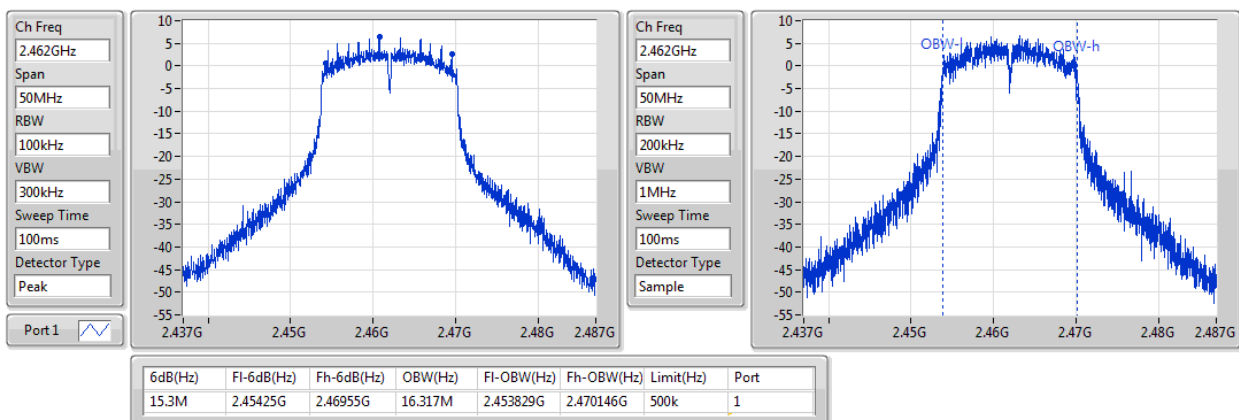 Ch Freq
2.462GHz
Span
50MHz
RBW
100kHz
VBW
300kHz
Sweep Time
100ms
Detector Type
Peak
Port 1
10
5
0
-5
-10
-15
-20
-25
-30
-35
-40
-45
-50
-55
2.437G 2.45G 2.46G 2.47G 2.48G 2.487G
Ch Freq
2.462GHz
Span
50MHz
RBW
200kHz
VBW
1MHz
Sweep Time
100ms
Detector Type
Sample
10
5
0
-5
-10
-15
-20
-25
-30
-35
-40
-45
-50
-55
OBW-l OBW-h
2.437G 2.45G 2.46G 2.47G 2.48G 2.487G
6dB(Hz) Fl-6dB(Hz) Fh-6dB(Hz) OBW(Hz) Fl-OBW(Hz) Fh-OBW(Hz) Limit(Hz) Port
15.3M 2.45425G 2.46955G 16.317M 2.453829G 2.470146G 500k 1